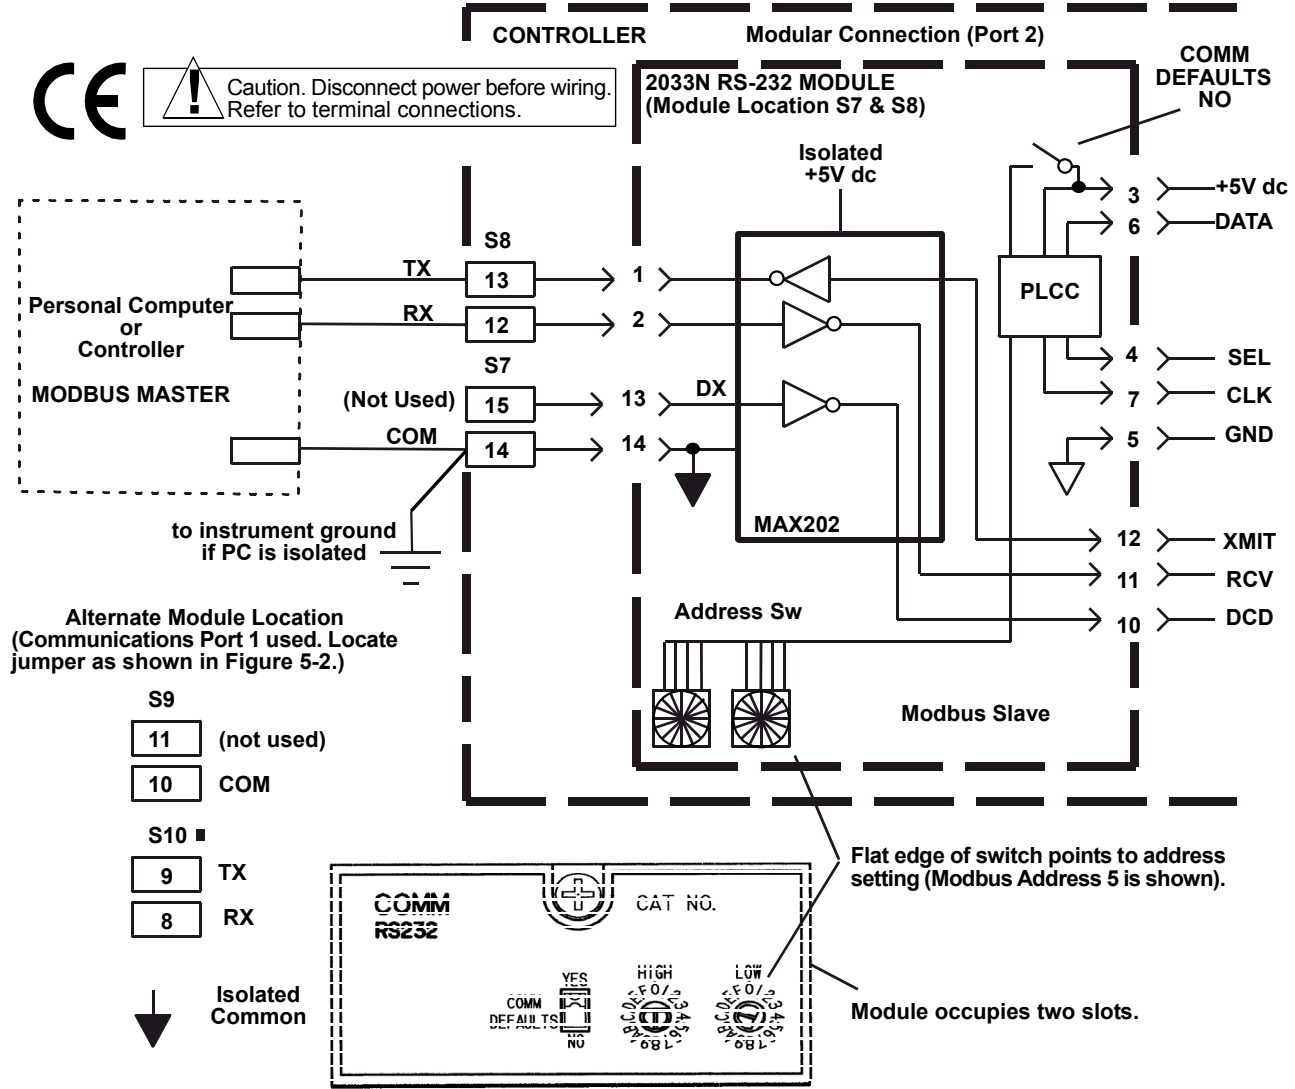 CONTROLLER
Modular Connection (Port 2)
COMM
DEFAULTS
NO
CE
!
Caution. Disconnect power before wiring.
Refer to terminal connections.
2033N RS-232 MODULE
(Module Location S7 & S8)
Isolated
+5V dc
3
+5V dc
6
DATA
PLCC
4
SEL
7
CLK
5
GND
S8
TX
13
1
RX
12
2
S7
(Not Used)
15
13
DX
COM
14
14
Personal Computer
or
Controller
MODBUS MASTER
MAX202
to instrument ground
if PC is isolated
12
XMIT
11
RCV
10
DCD
Address Sw
Modbus Slave
Alternate Module Location
(Communications Port 1 used. Locate
jumper as shown in Figure 5-2.)
S9
11
(not used)
10
COM
S10
9
TX
8
RX
Isolated
Common
COMM
RS232
CAT NO.
YES
HIGH
LOW
COMM
DEFAULTS
NO
Flat edge of switch points to address
setting (Modbus Address 5 is shown).
Module occupies two slots.